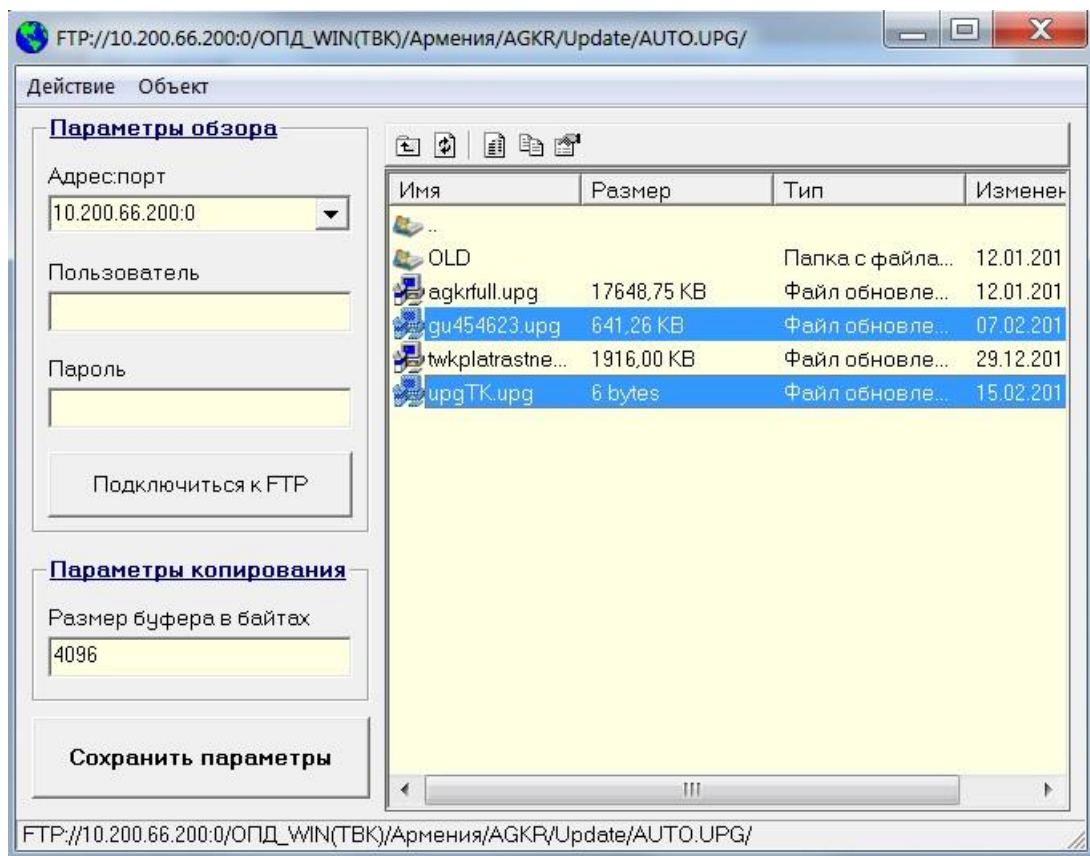 FTP://10.200.66.200:0/ОПД_WIN(ТВК)/Армения/AGKR/Update/AUTO.UPG/
Действие Объект
Параметры обзора
Адрес:порт
10.200.66.200:0
Пользователь
Пароль
Подключиться к FTP
Параметры копирования
Размер буфера в байтах
4096
Сохранить параметры
Имя Размер Тип Изменен
..
OLD Папка с файла... 12.01.201
agkrfull.upg 17648,75 KB Файл обновле... 12.01.201
gu454623.upg 641,26 KB Файл обновле... 07.02.201
twkplatrastne... 1916,00 KB Файл обновле... 29.12.201
upgTK.upg 6 bytes Файл обновле... 15.02.201
FTP://10.200.66.200:0/ОПД_WIN(ТВК)/Армения/AGKR/Update/AUTO.UPG/